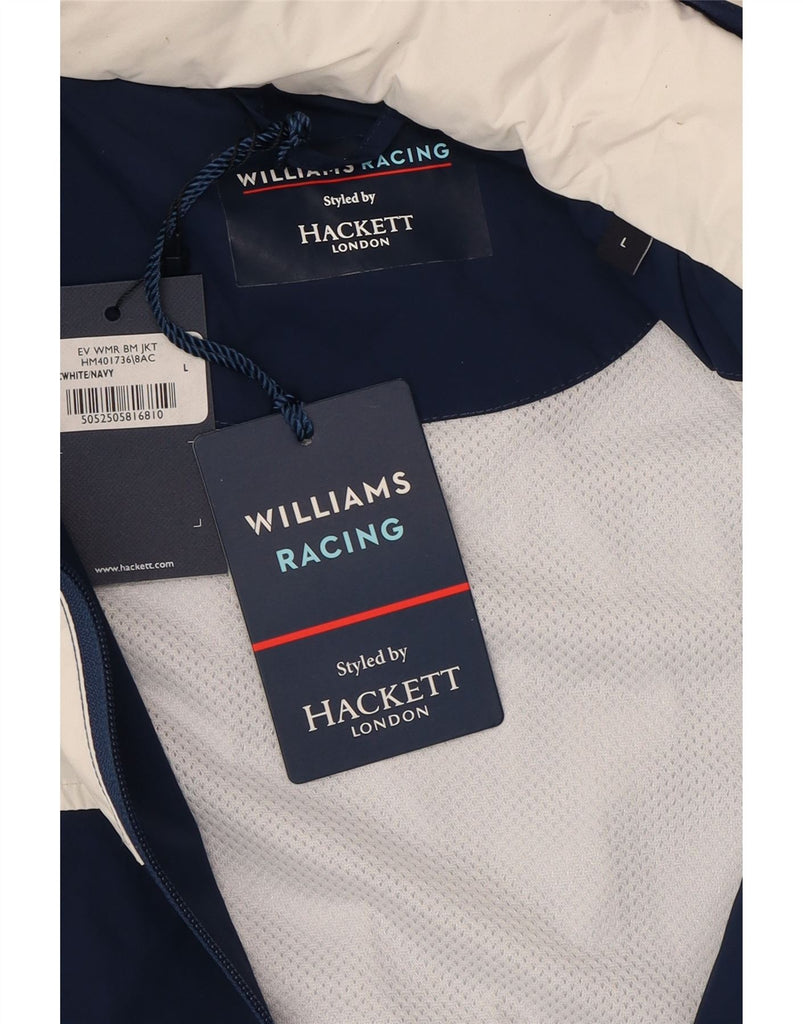 WILLIAMS RACING
Styled by
HACKETT
LONDON
L
EV WMR BM JKT
HM401736\8AC
WHITE/NAVY L
5052505816810
www.hackett.com
WILLIAMS
RACING
Styled by
HACKETT
LONDON